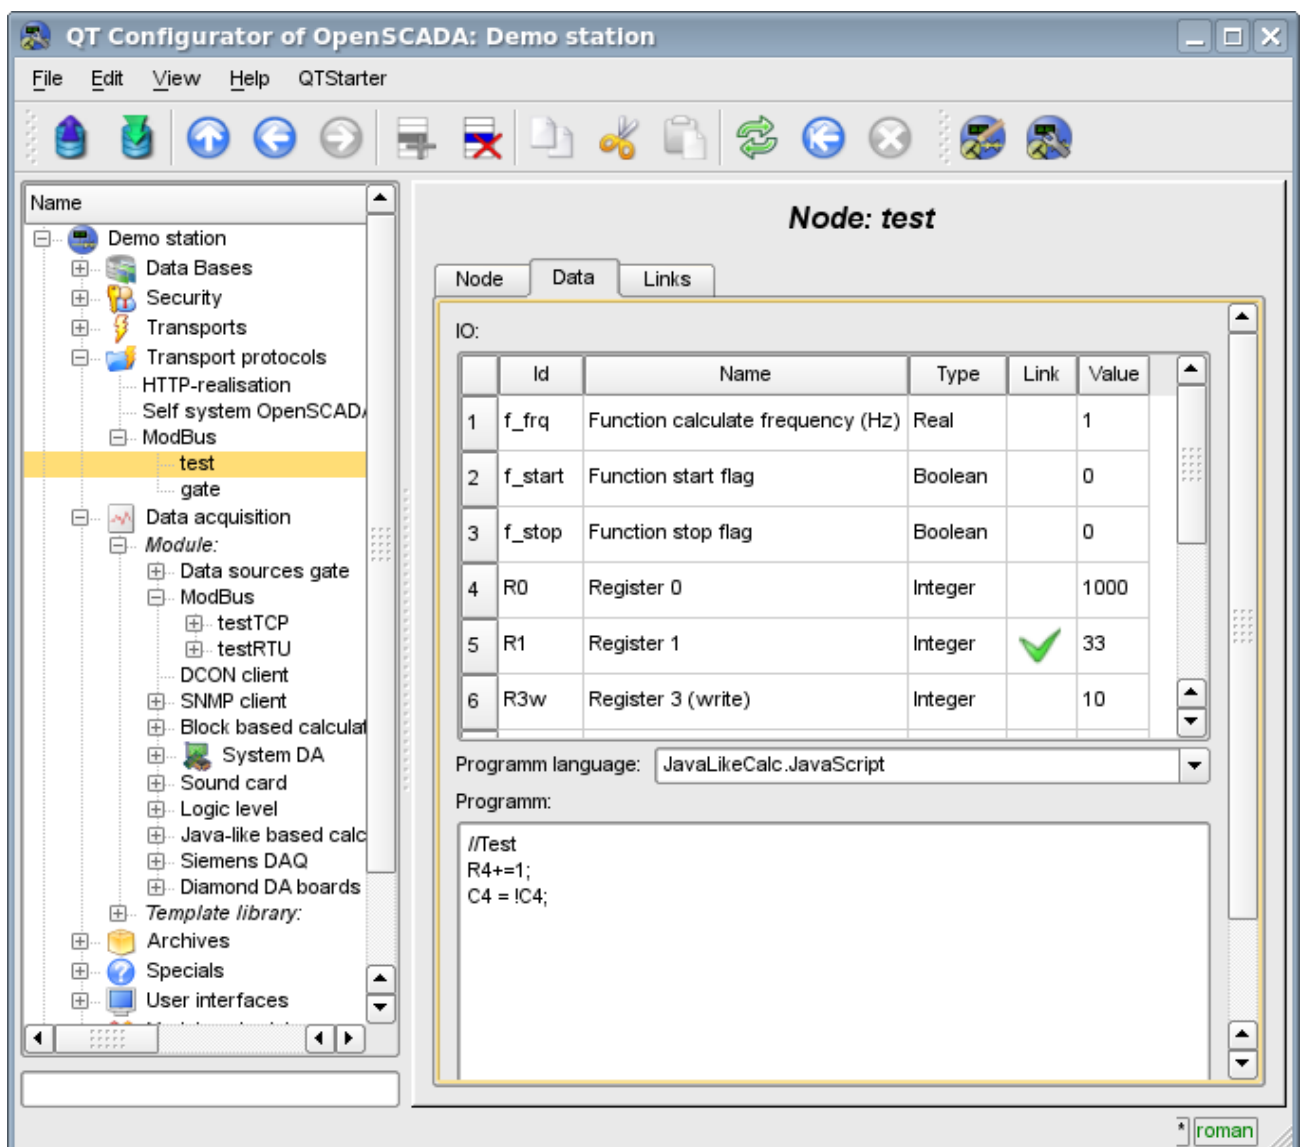 QT Configurator of OpenSCADA: Demo station
File Edit View Help QTStarter
Name
Demo station
Data Bases
Security
Transports
Transport protocols
HTTP-realisation
Self system OpenSCADA
ModBus
test
gate
Data acquisition
Module:
Data sources gate
ModBus
testTCP
testRTU
DCON client
SNMP client
Block based calculat
System DA
Sound card
Logic level
Java-like based calc
Siemens DAQ
Diamond DA boards
Template library:
Archives
Specials
User interfaces
Node: test
Node Data Links
IO:
Id Name Type Link Value
1 f_frq Function calculate frequency (Hz) Real 1
2 f_start Function start flag Boolean 0
3 f_stop Function stop flag Boolean 0
4 R0 Register 0 Integer 1000
5 R1 Register 1 Integer 33
6 R3w Register 3 (write) Integer 10
Programm language: JavaLikeCalc.JavaScript
Programm:
//Test
R4+=1;
C4 = !C4;
* roman